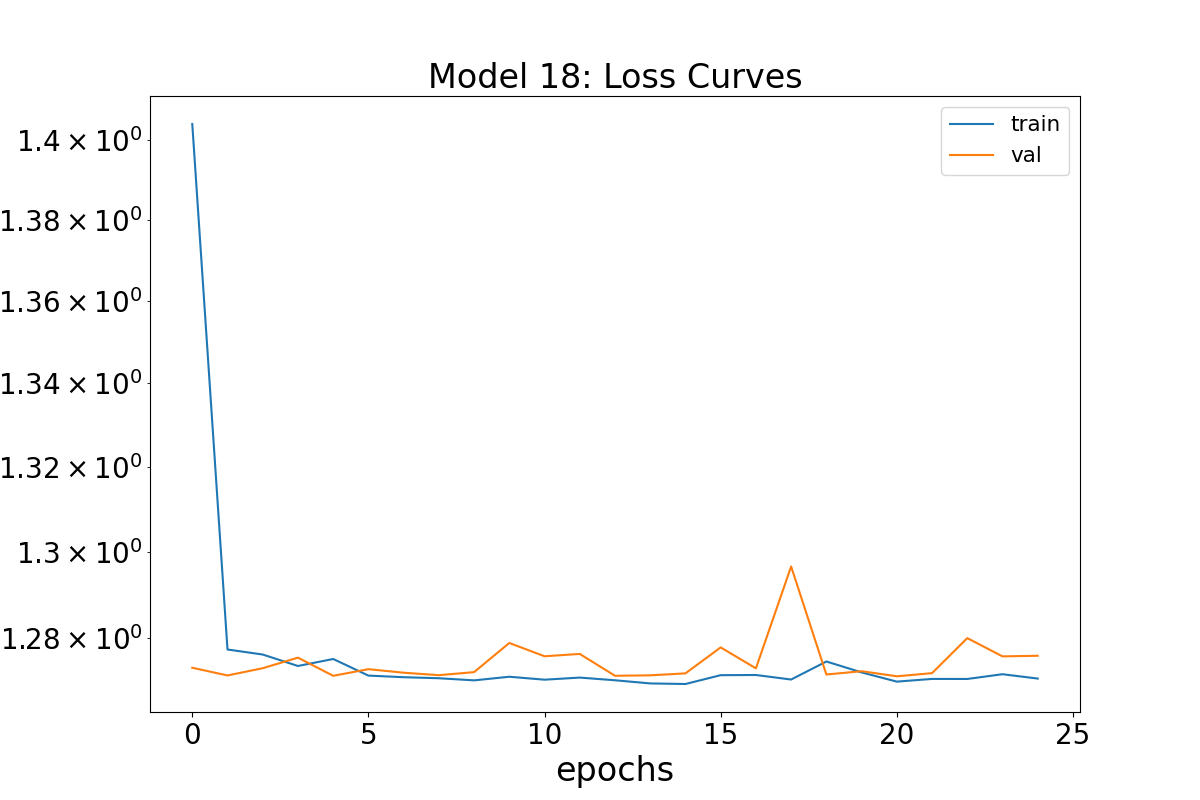 Model 18: Loss Curves
1.4 × 10⁰
1.38 × 10⁰
1.36 × 10⁰
1.34 × 10⁰
1.32 × 10⁰
1.3 × 10⁰
1.28 × 10⁰
train
val
0 5 10 15 20 25
epochs